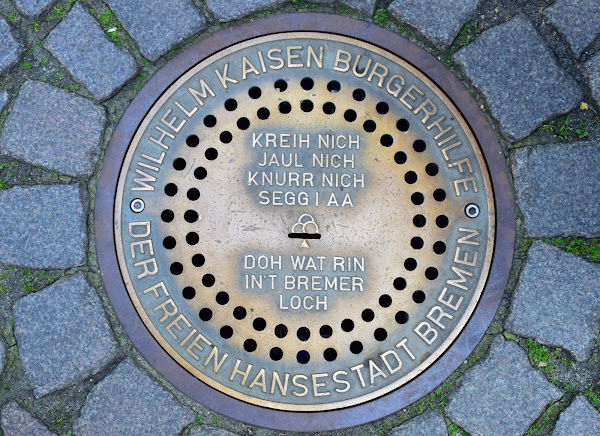 WILHELM KAISEN BÜRGERHILFE
DER FREIEN HANSESTADT BREMEN
KREIH NICH
JAUL NICH
KNURR NICH
SEGG I AA
DOH WAT RIN
IN'T BREMER
LOCH